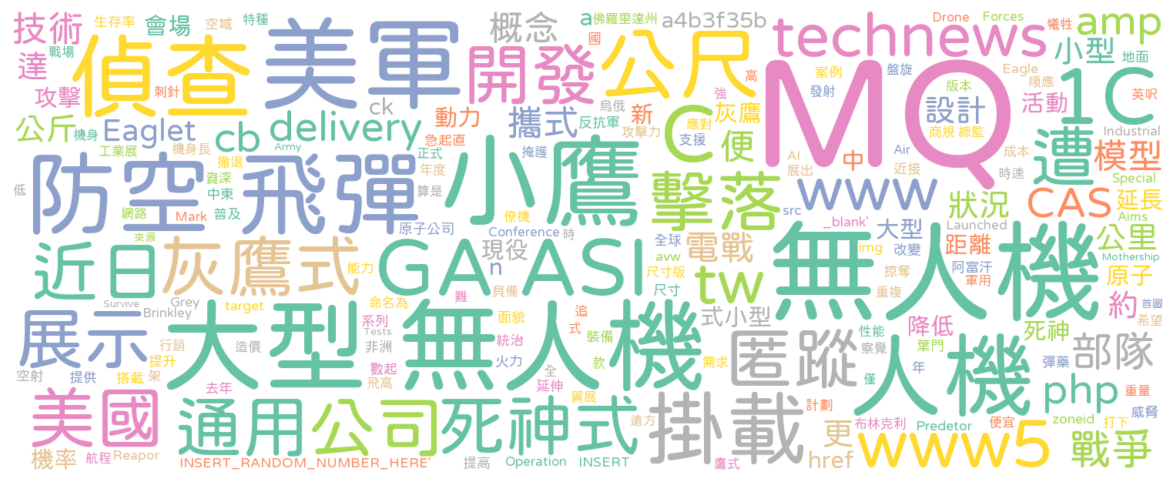 技術 生存率 會場 空域 特種 美軍 概念 a 佛羅里達州 a4b3f35b Drone Forces 犧牲 amp
達 戰場 偵查 開發 公尺 國 technews MQ Eagle 順應 小型 地面
攻擊 刺針 ck 動力 新 烏俄 高 案例 盤旋 版本 1C 英呎
公斤 機身 Eaglet cb delivery 攜式 反抗軍 強 灰鷹 發射 設計 活動
工業展 機身長 Army 急起直 攻擊力 應對 C 便 商規 總監 Industrial
防空 飛彈 撤退 正式 掩護 小鷹 支援 AI Air 近接 成本 遭 模型
低 資深 中東 年度 擊落 展出 中 時速 Special
網路 Mark 普及 算是 原子公司 僚機 www src CAS 延長
近日 來源 灰鷹式 GA ASI Conference 時 現役 全球 電戰 _blank' 大型 狀況 Launched Aims 公里
能力 n avw img 改變 距離 無人機 Mothership
展示 Survive Grey target 命名為 難 具備 尺寸版 尺寸 tw 掠奪 阿富汗 軍用 原子 首圖
Brinkley 大型 無人機 系列 面貌 追 式 式小型 重複 約 希望
行銷 造價 Tests 統治 裝備 降低 死神 性能 察覺
空射 提供 提升 搭載 架 非洲 數起 火力 款 全 匿蹤 需求 葉門 人機 彈藥 部隊
美國 去年 飛高 延伸 翼展 僅 年 php 重量
通用 公司 死神式 遠方 掛載 計劃 威脅
機率 航程 Reapor 更 布林克利 Predetor 便宜 zoneid 打下
INSERT_RANDOM_NUMBER_HERE' 提高 Operation INSERT 鷹式 href www5 戰爭